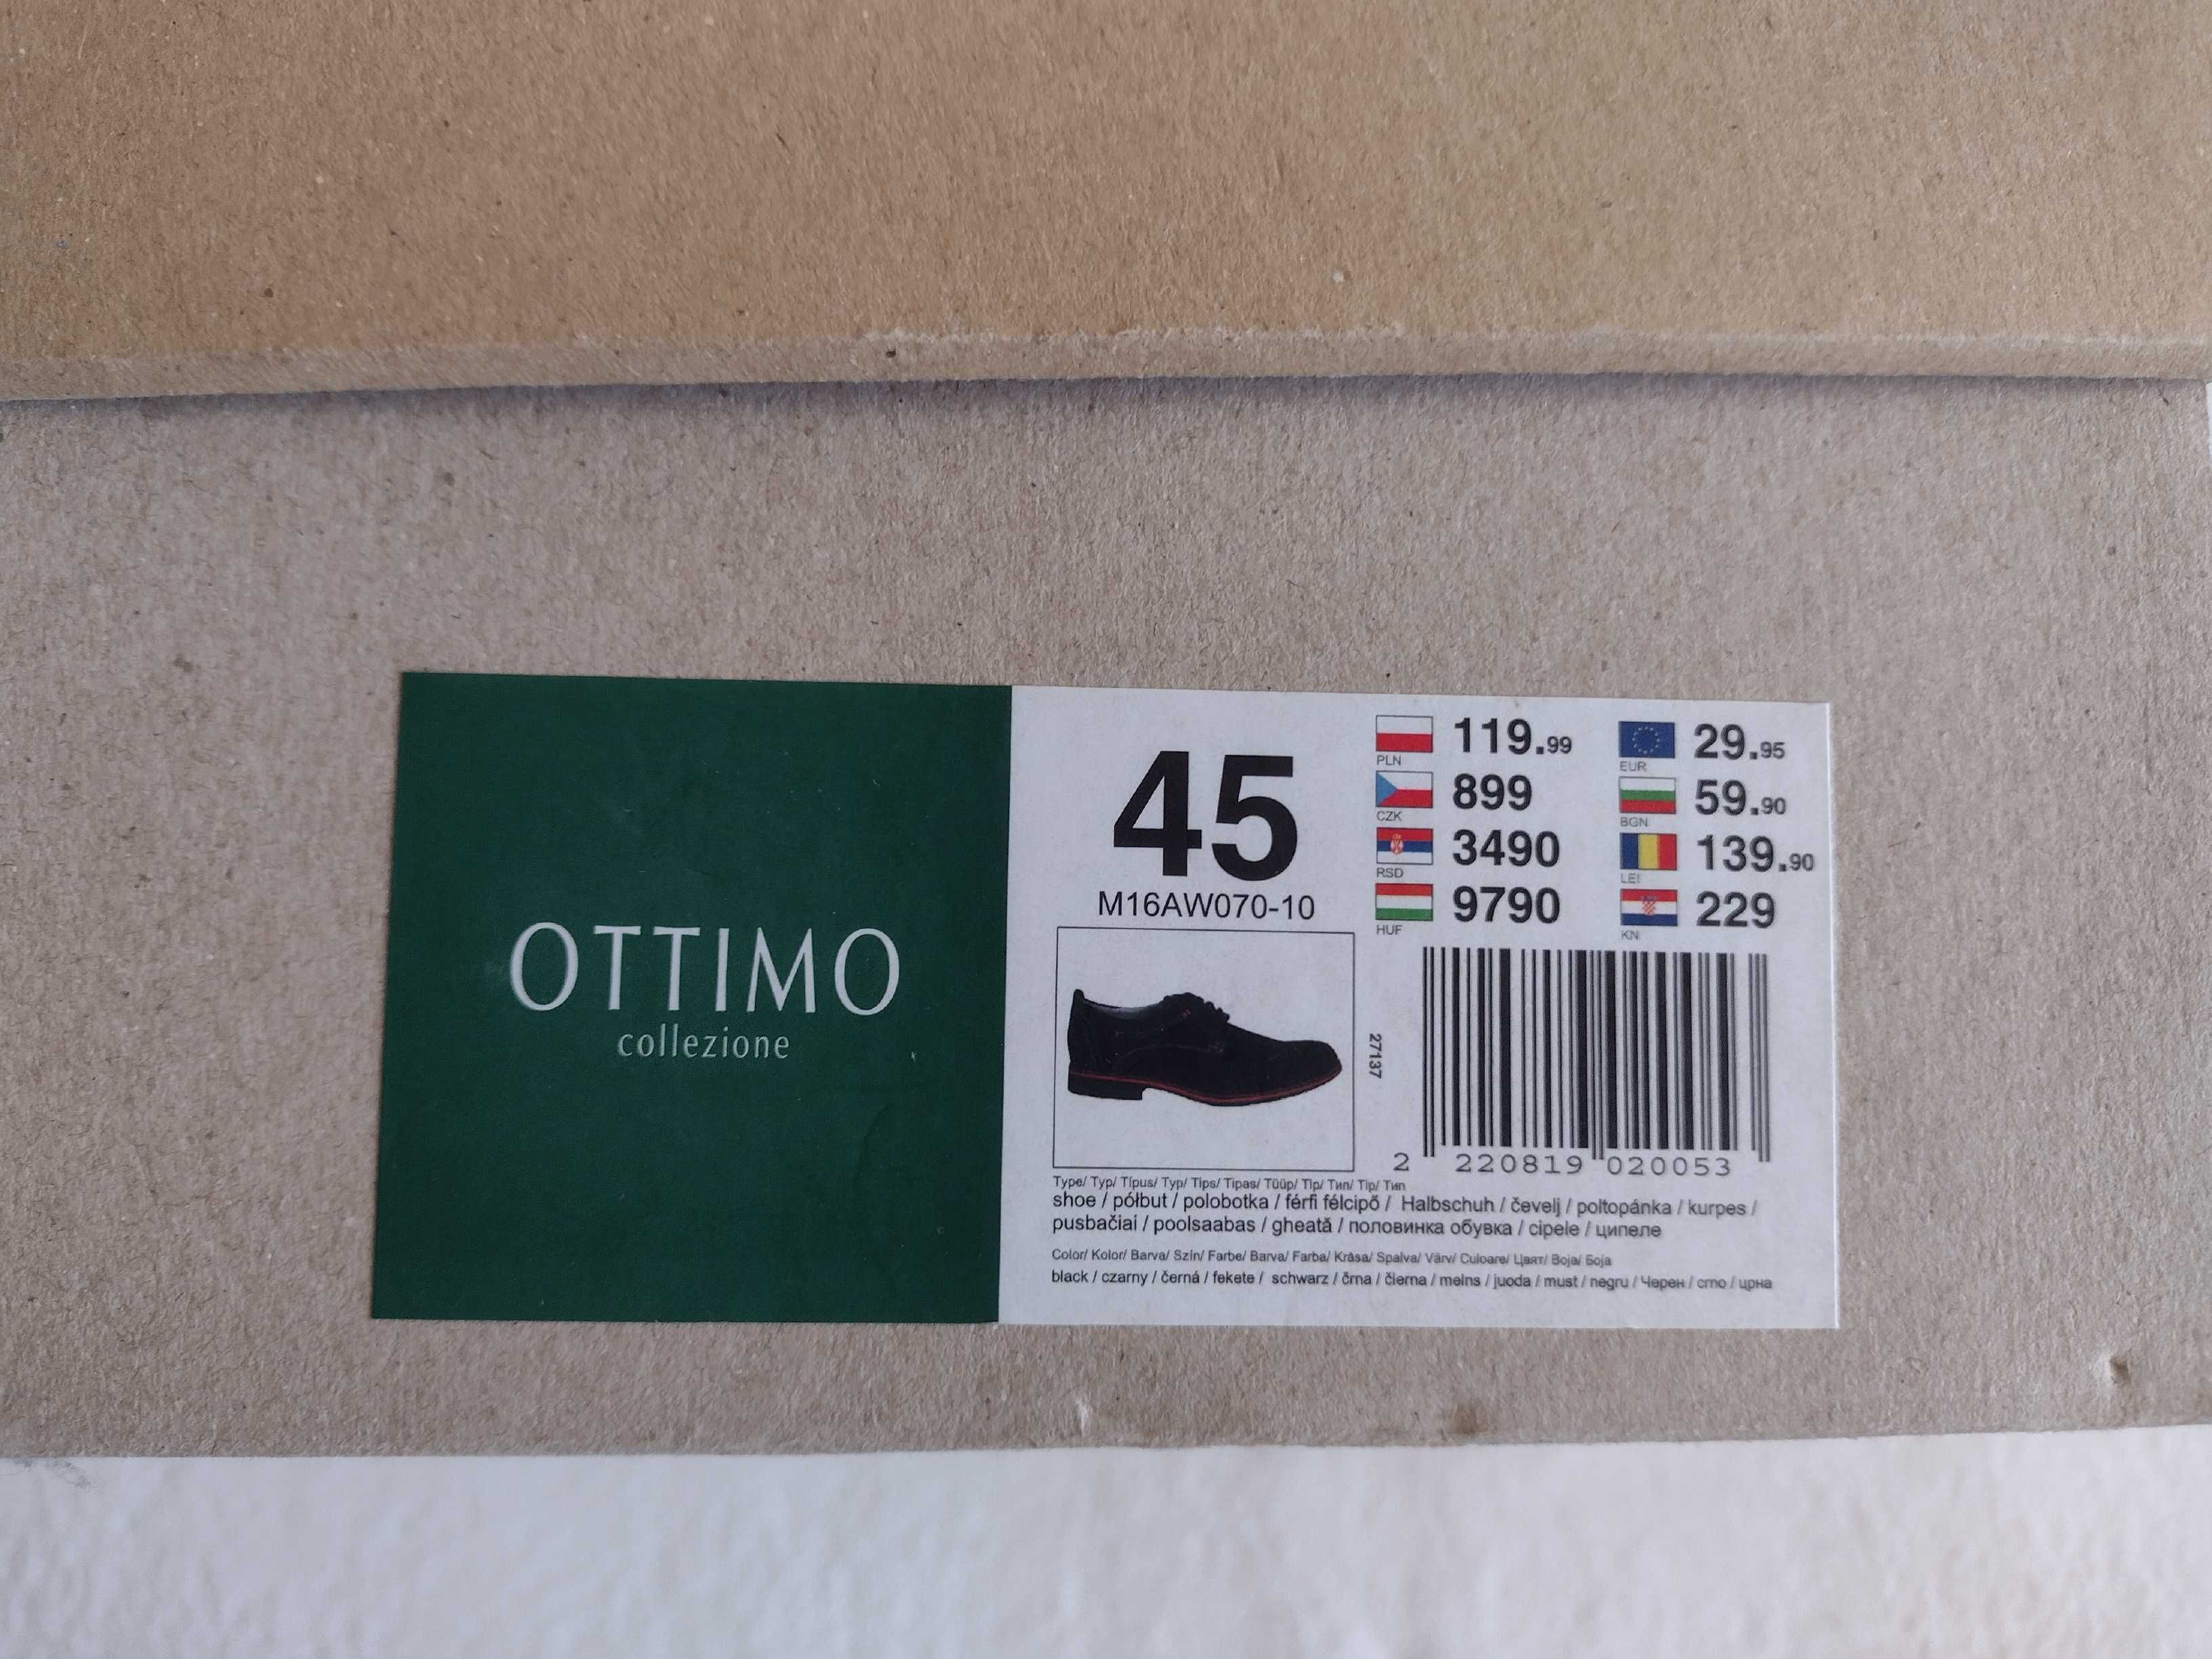 OTTIMO
collezione
45
M16AW070-10
PLN 119.99
CZK 899
RSD 3490
HUF 9790
EUR 29.95
BGN 59.90
LEI 139.90
KN 229
27137
2 220819 020053
Type/ Typ/ Típus/ Typ/ Tips/ Tipas/ Tüüp/ Tip/ Тип/ Tip/ Тип
shoe / półbut / polobotka / férfi félcipő / Halbschuh / čevelj / poltopánka / kurpes /
pusbačiai / poolsaabas / gheată / половинка обувка / cipele / ципеле
Color/ Kolor/ Barva/ Szín/ Farbe/ Barva/ Farba/ Krāsa/ Spalva/ Värv/ Culoare/ Цвят/ Boja/ Боја
black / czarny / černá / fekete / schwarz / črna / čierna / melns / juoda / must / negru / Черен / crno / црна